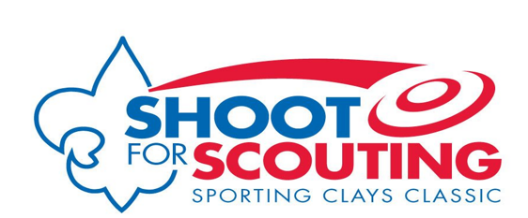 SHOOT
FOR SCOUTING
SPORTING CLAYS CLASSIC